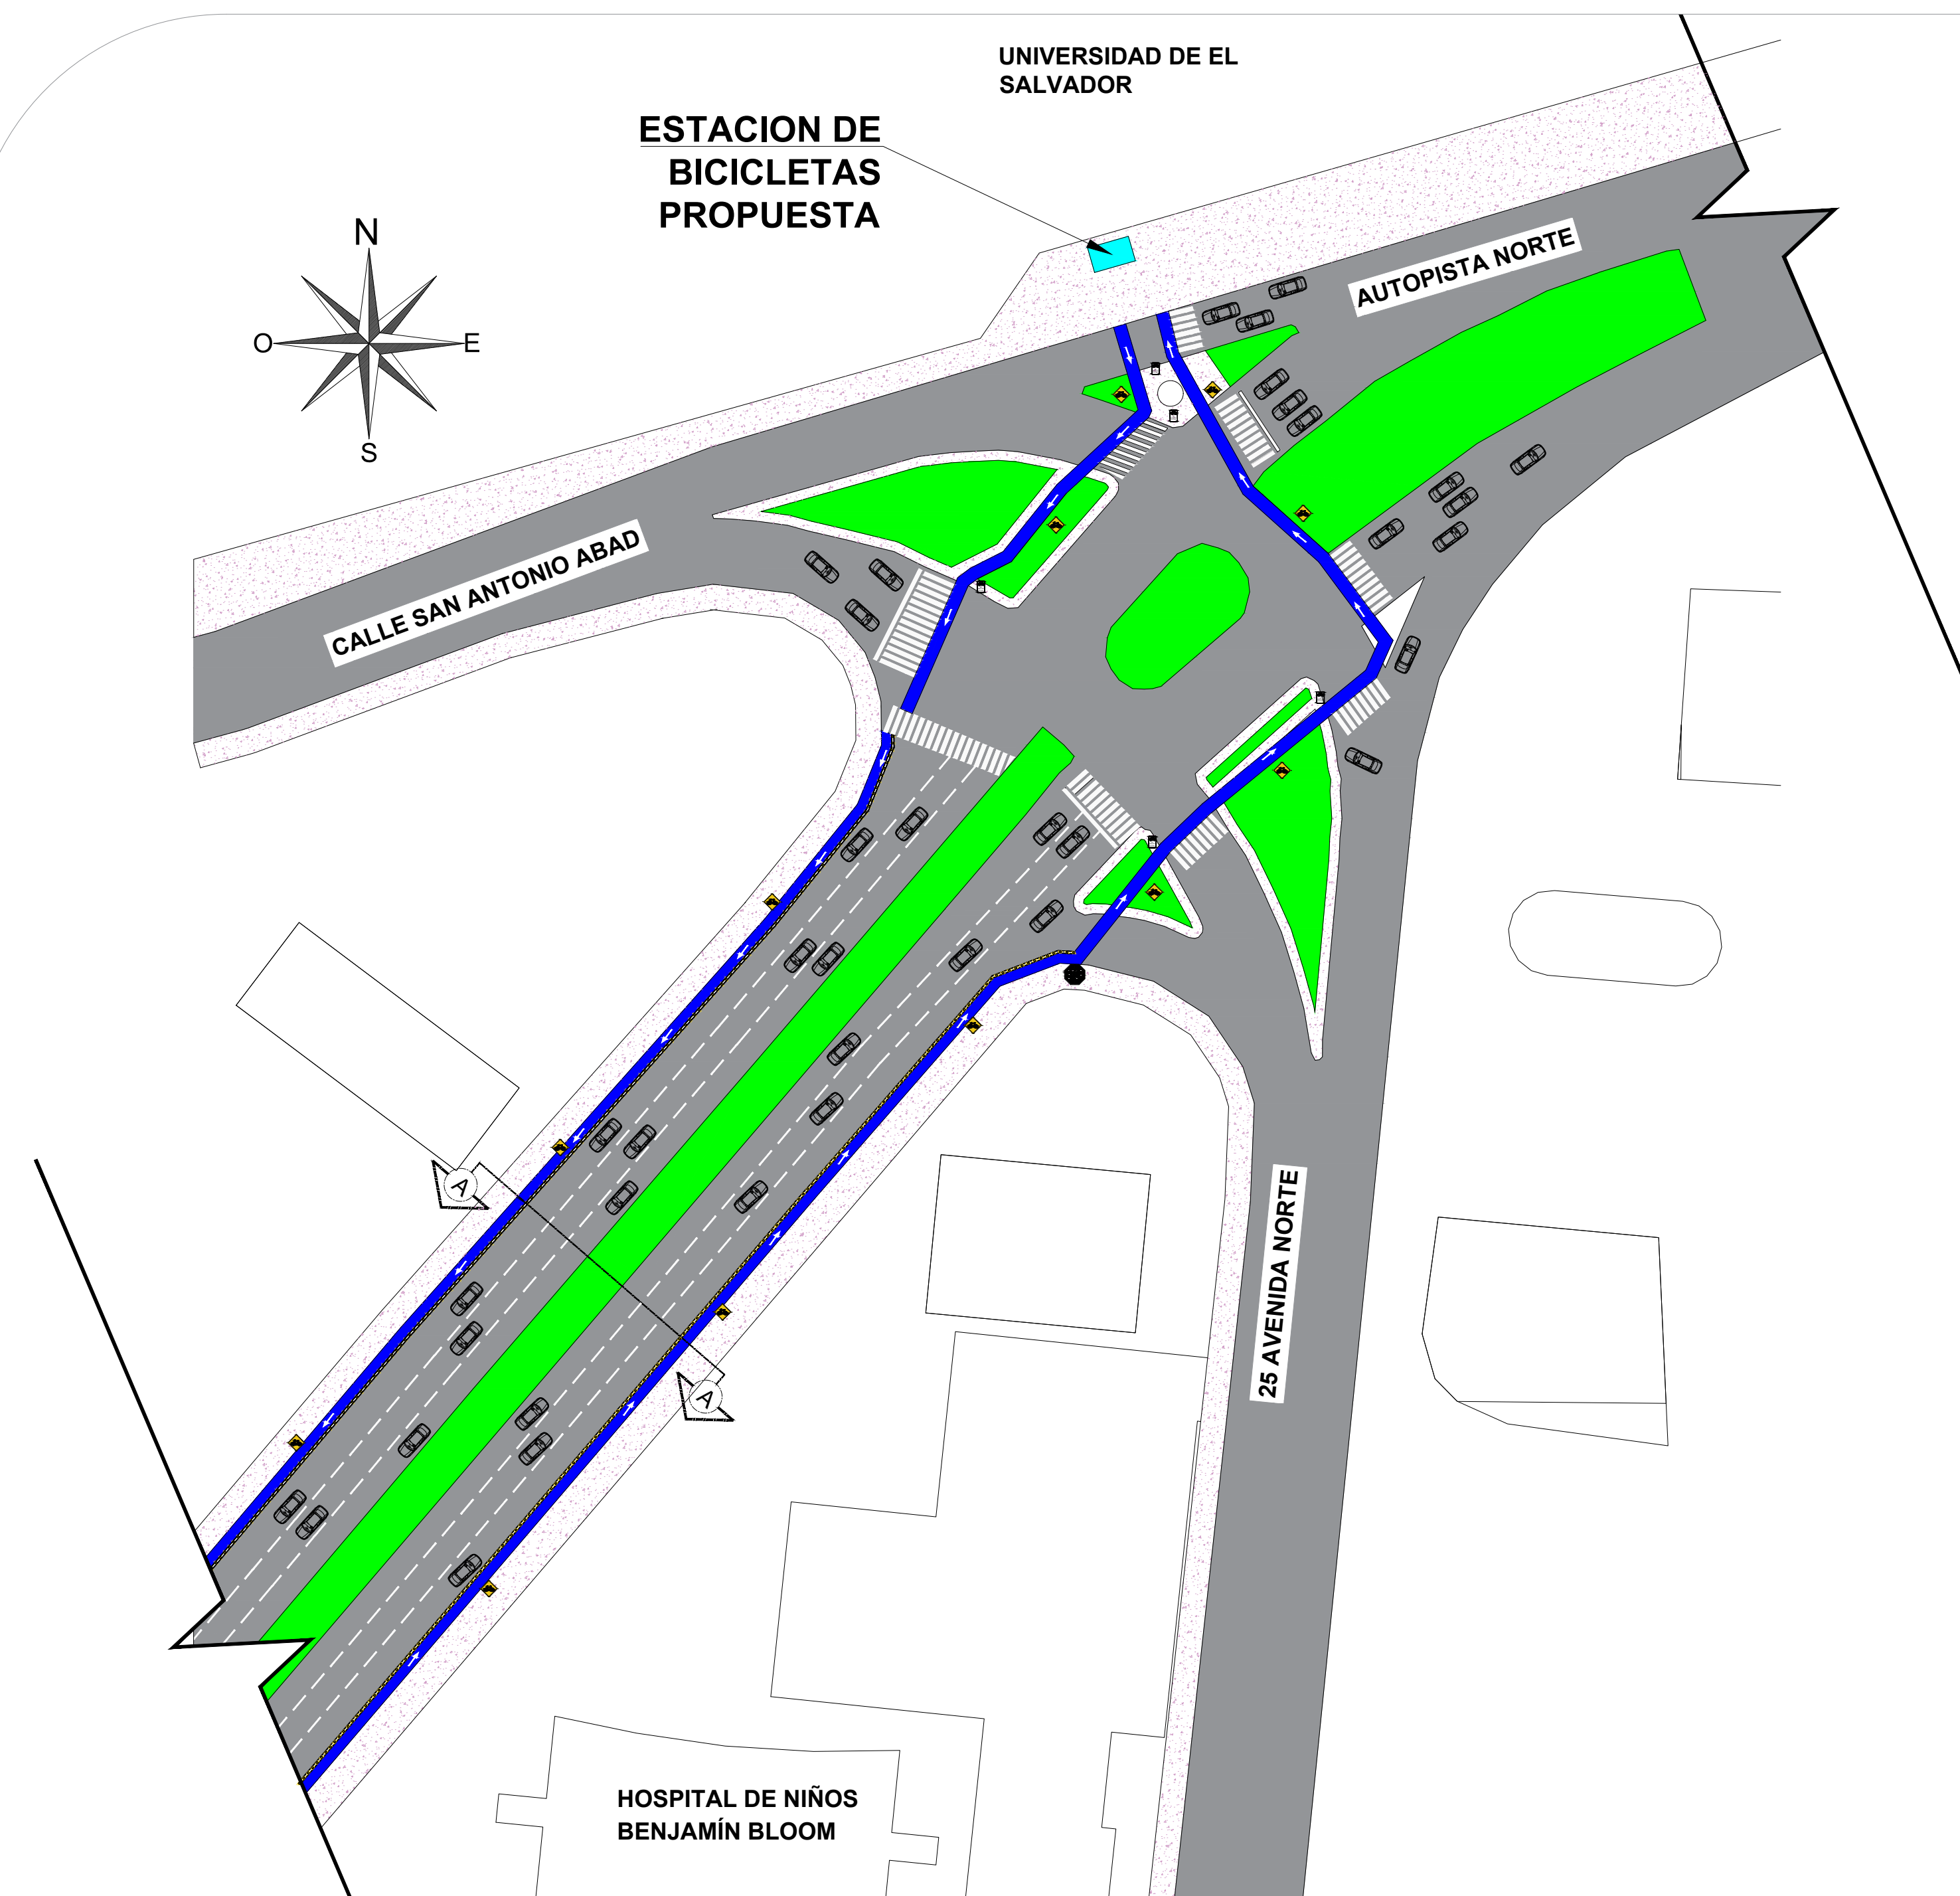 UNIVERSIDAD DE EL
SALVADOR
ESTACION DE
BICICLETAS
PROPUESTA
N
O
E
S
AUTOPISTA NORTE
CALLE SAN ANTONIO ABAD
A
A
25 AVENIDA NORTE
HOSPITAL DE NIÑOS
BENJAMÍN BLOOM